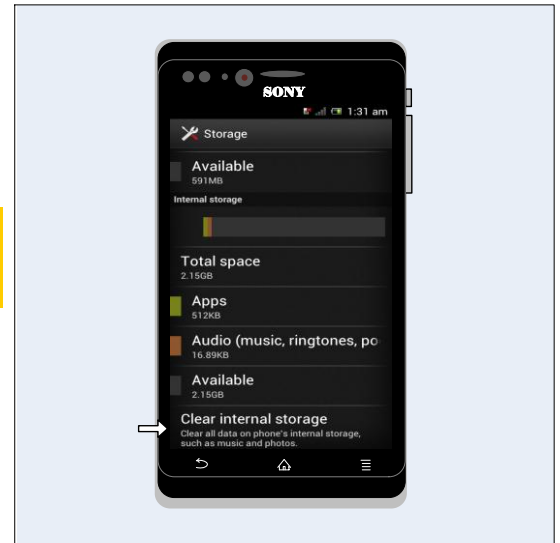 SONY
1:31 am
Storage
Available
591MB
Internal storage
Total space
2.15GB
Apps
512KB
Audio (music, ringtones, po
16.89KB
Available
2.15GB
Clear internal storage
Clear all data on phone's internal storage,
such as music and photos.